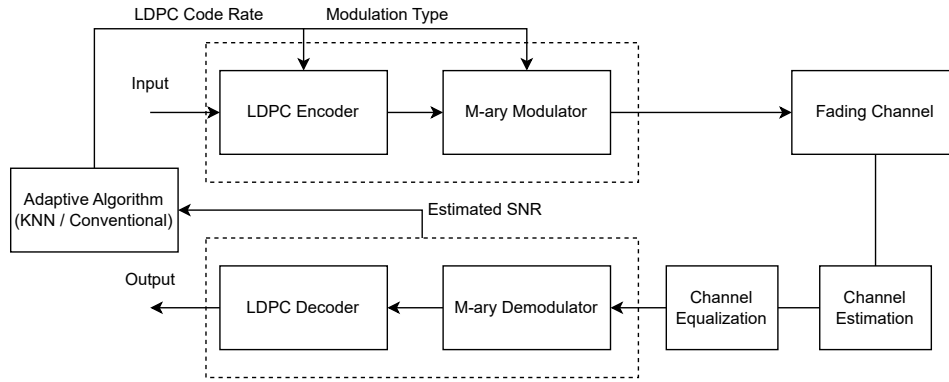 LDPC Code Rate
Modulation Type
Input
LDPC Encoder
M-ary Modulator
Fading Channel
Adaptive Algorithm
(KNN / Conventional)
Estimated SNR
Output
LDPC Decoder
M-ary Demodulator
Channel
Equalization
Channel
Estimation